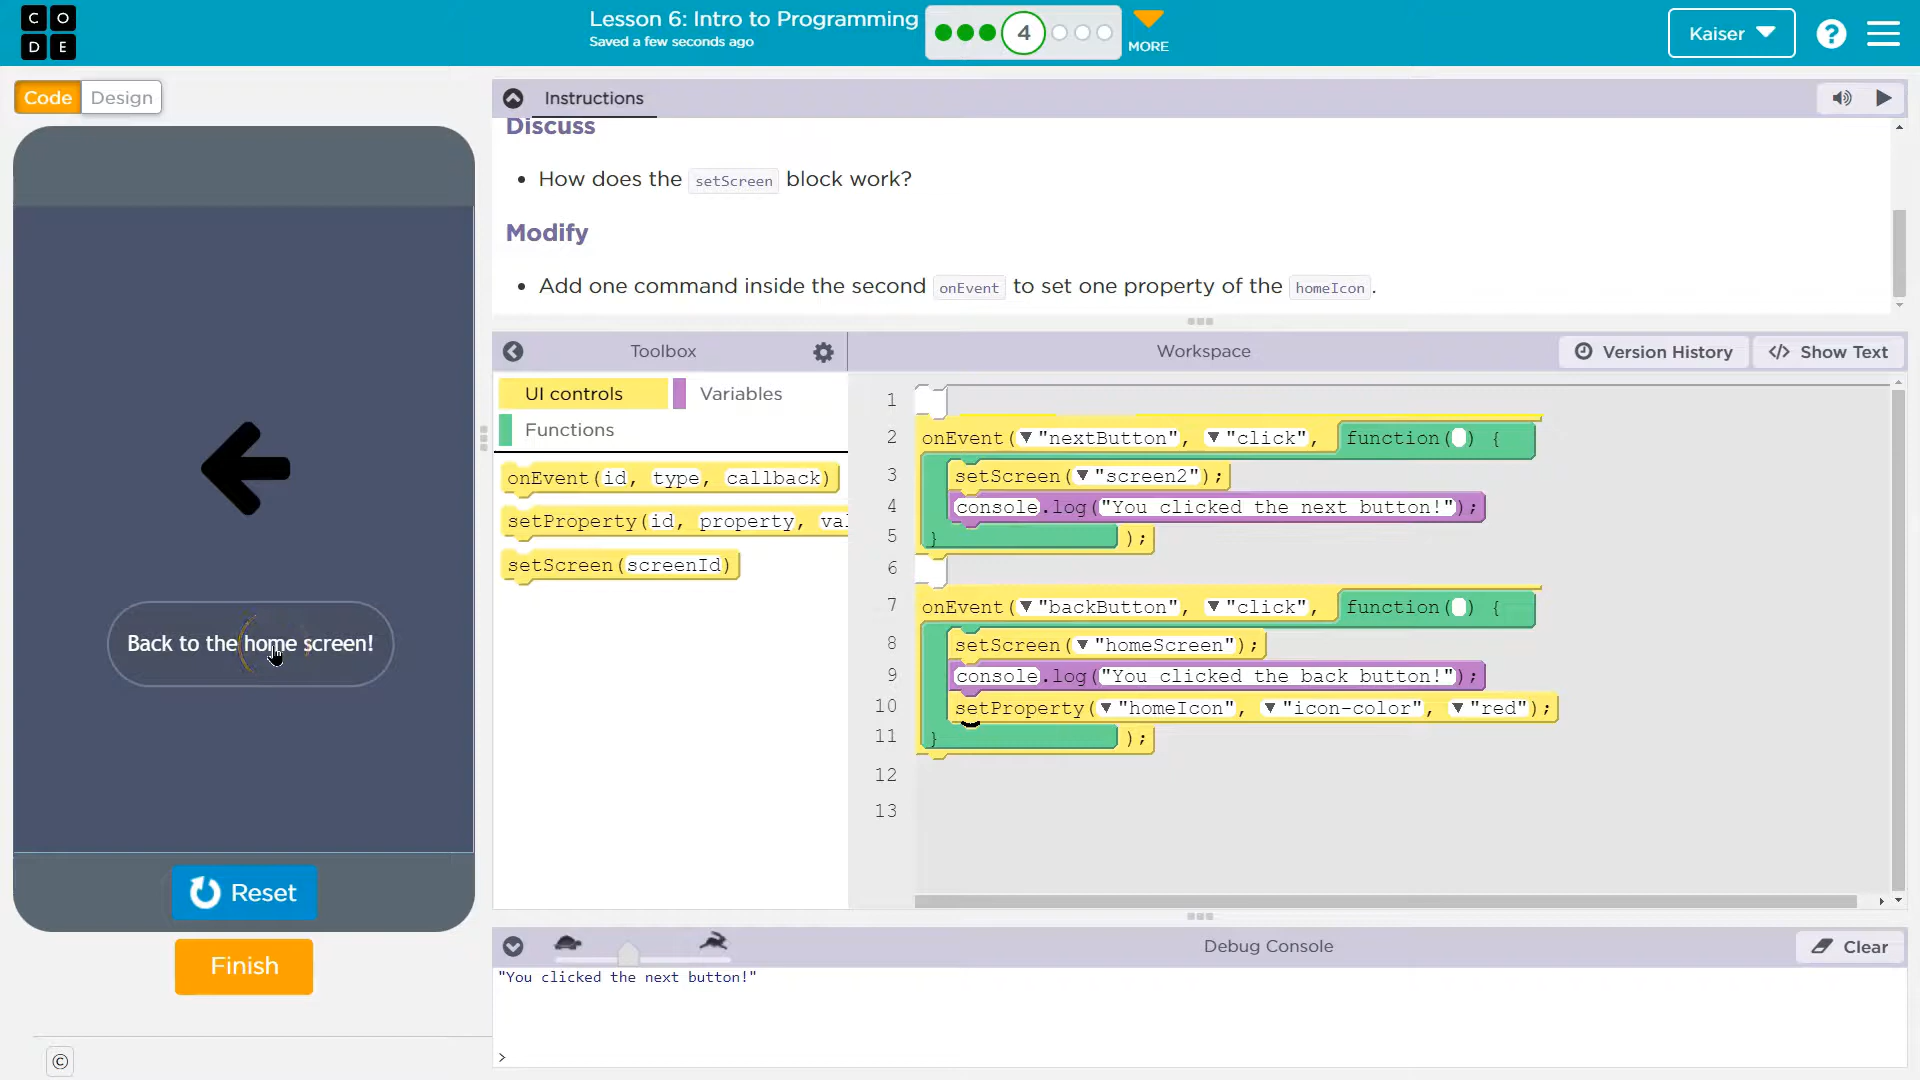 C O
D E
Lesson 6: Intro to Programming
Saved a few seconds ago
4
MORE
Kaiser
?
Code
Design
Instructions
Discuss
• How does the setScreen block work?
Modify
• Add one command inside the second onEvent to set one property of the homeIcon.
Toolbox
Workspace
Version History
</> Show Text
UI controls
Variables
Functions
onEvent(id, type, callback)
setProperty(id, property, val
setScreen(screenId)
1
2 onEvent(▼"nextButton", ▼"click", function( ) {
3 setScreen(▼"screen2");
4 console.log("You clicked the next button!");
5 } );
6
7 onEvent(▼"backButton", ▼"click", function( ) {
8 setScreen(▼"homeScreen");
9 console.log("You clicked the back button!");
10 setProperty(▼"homeIcon", ▼"icon-color", ▼"red");
11 } );
12
13
Back to the home screen!
Reset
Finish
©
Debug Console
Clear
"You clicked the next button!"
>